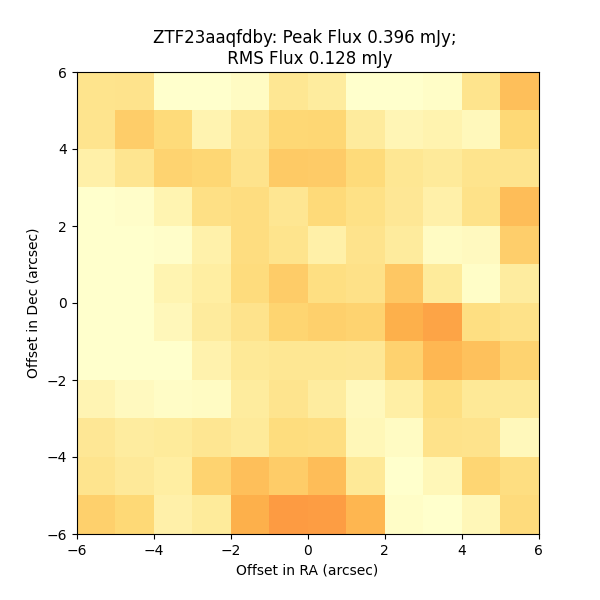 ZTF23aaqfdby: Peak Flux 0.396 mJy;
RMS Flux 0.128 mJy
6
4
2
0
−2
−4
−6
Offset in Dec (arcsec)
−6 −4 −2 0 2 4 6
Offset in RA (arcsec)